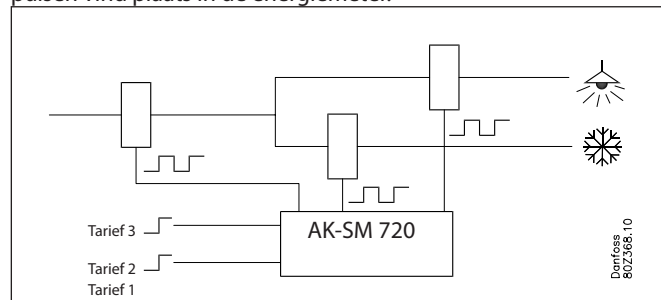 pulsen vind plaats in de energiemeter.
Tarief 3
AK-SM 720
Tarief 2
Tarief 1
Danfoss
80Z368.10